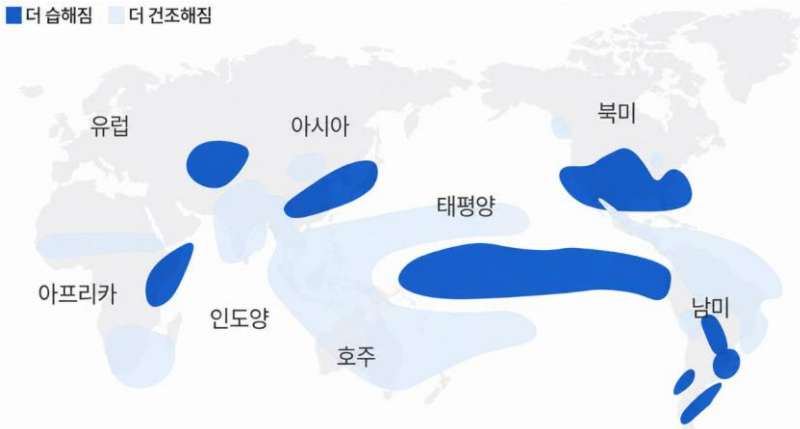 더 습해짐 더 건조해짐
북미
유럽 아시아
태평양
아프리카 남미
인도양
호주